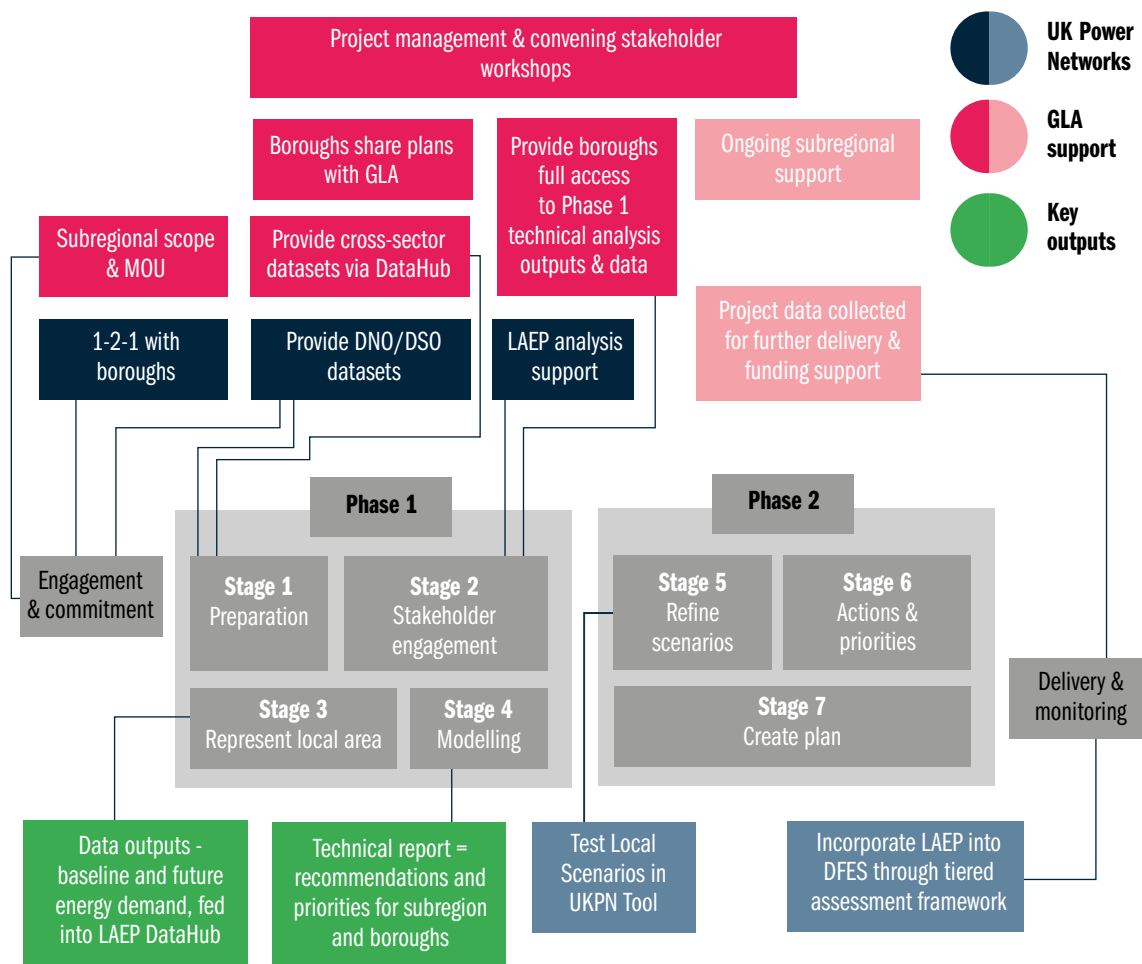 Project management & convening stakeholder
workshops
UK Power
Networks
GLA
support
Key
outputs
Boroughs share plans
with GLA
Provide boroughs
full access
to Phase 1
technical analysis
outputs & data
Ongoing subregional
support
Subregional scope
& MOU
Provide cross-sector
datasets via DataHub
Project data collected
for further delivery &
funding support
1-2-1 with
boroughs
Provide DNO/DSO
datasets
LAEP analysis
support
Phase 1
Phase 2
Engagement
& commitment
Stage 1
Preparation
Stage 2
Stakeholder
engagement
Stage 3
Represent local area
Stage 4
Modelling
Stage 5
Refine
scenarios
Stage 6
Actions &
priorities
Stage 7
Create plan
Delivery &
monitoring
Data outputs -
baseline and future
energy demand, fed
into LAEP DataHub
Technical report =
recommendations and
priorities for subregion
and boroughs
Test Local
Scenarios in
UKPN Tool
Incorporate LAEP into
DFES through tiered
assessment framework